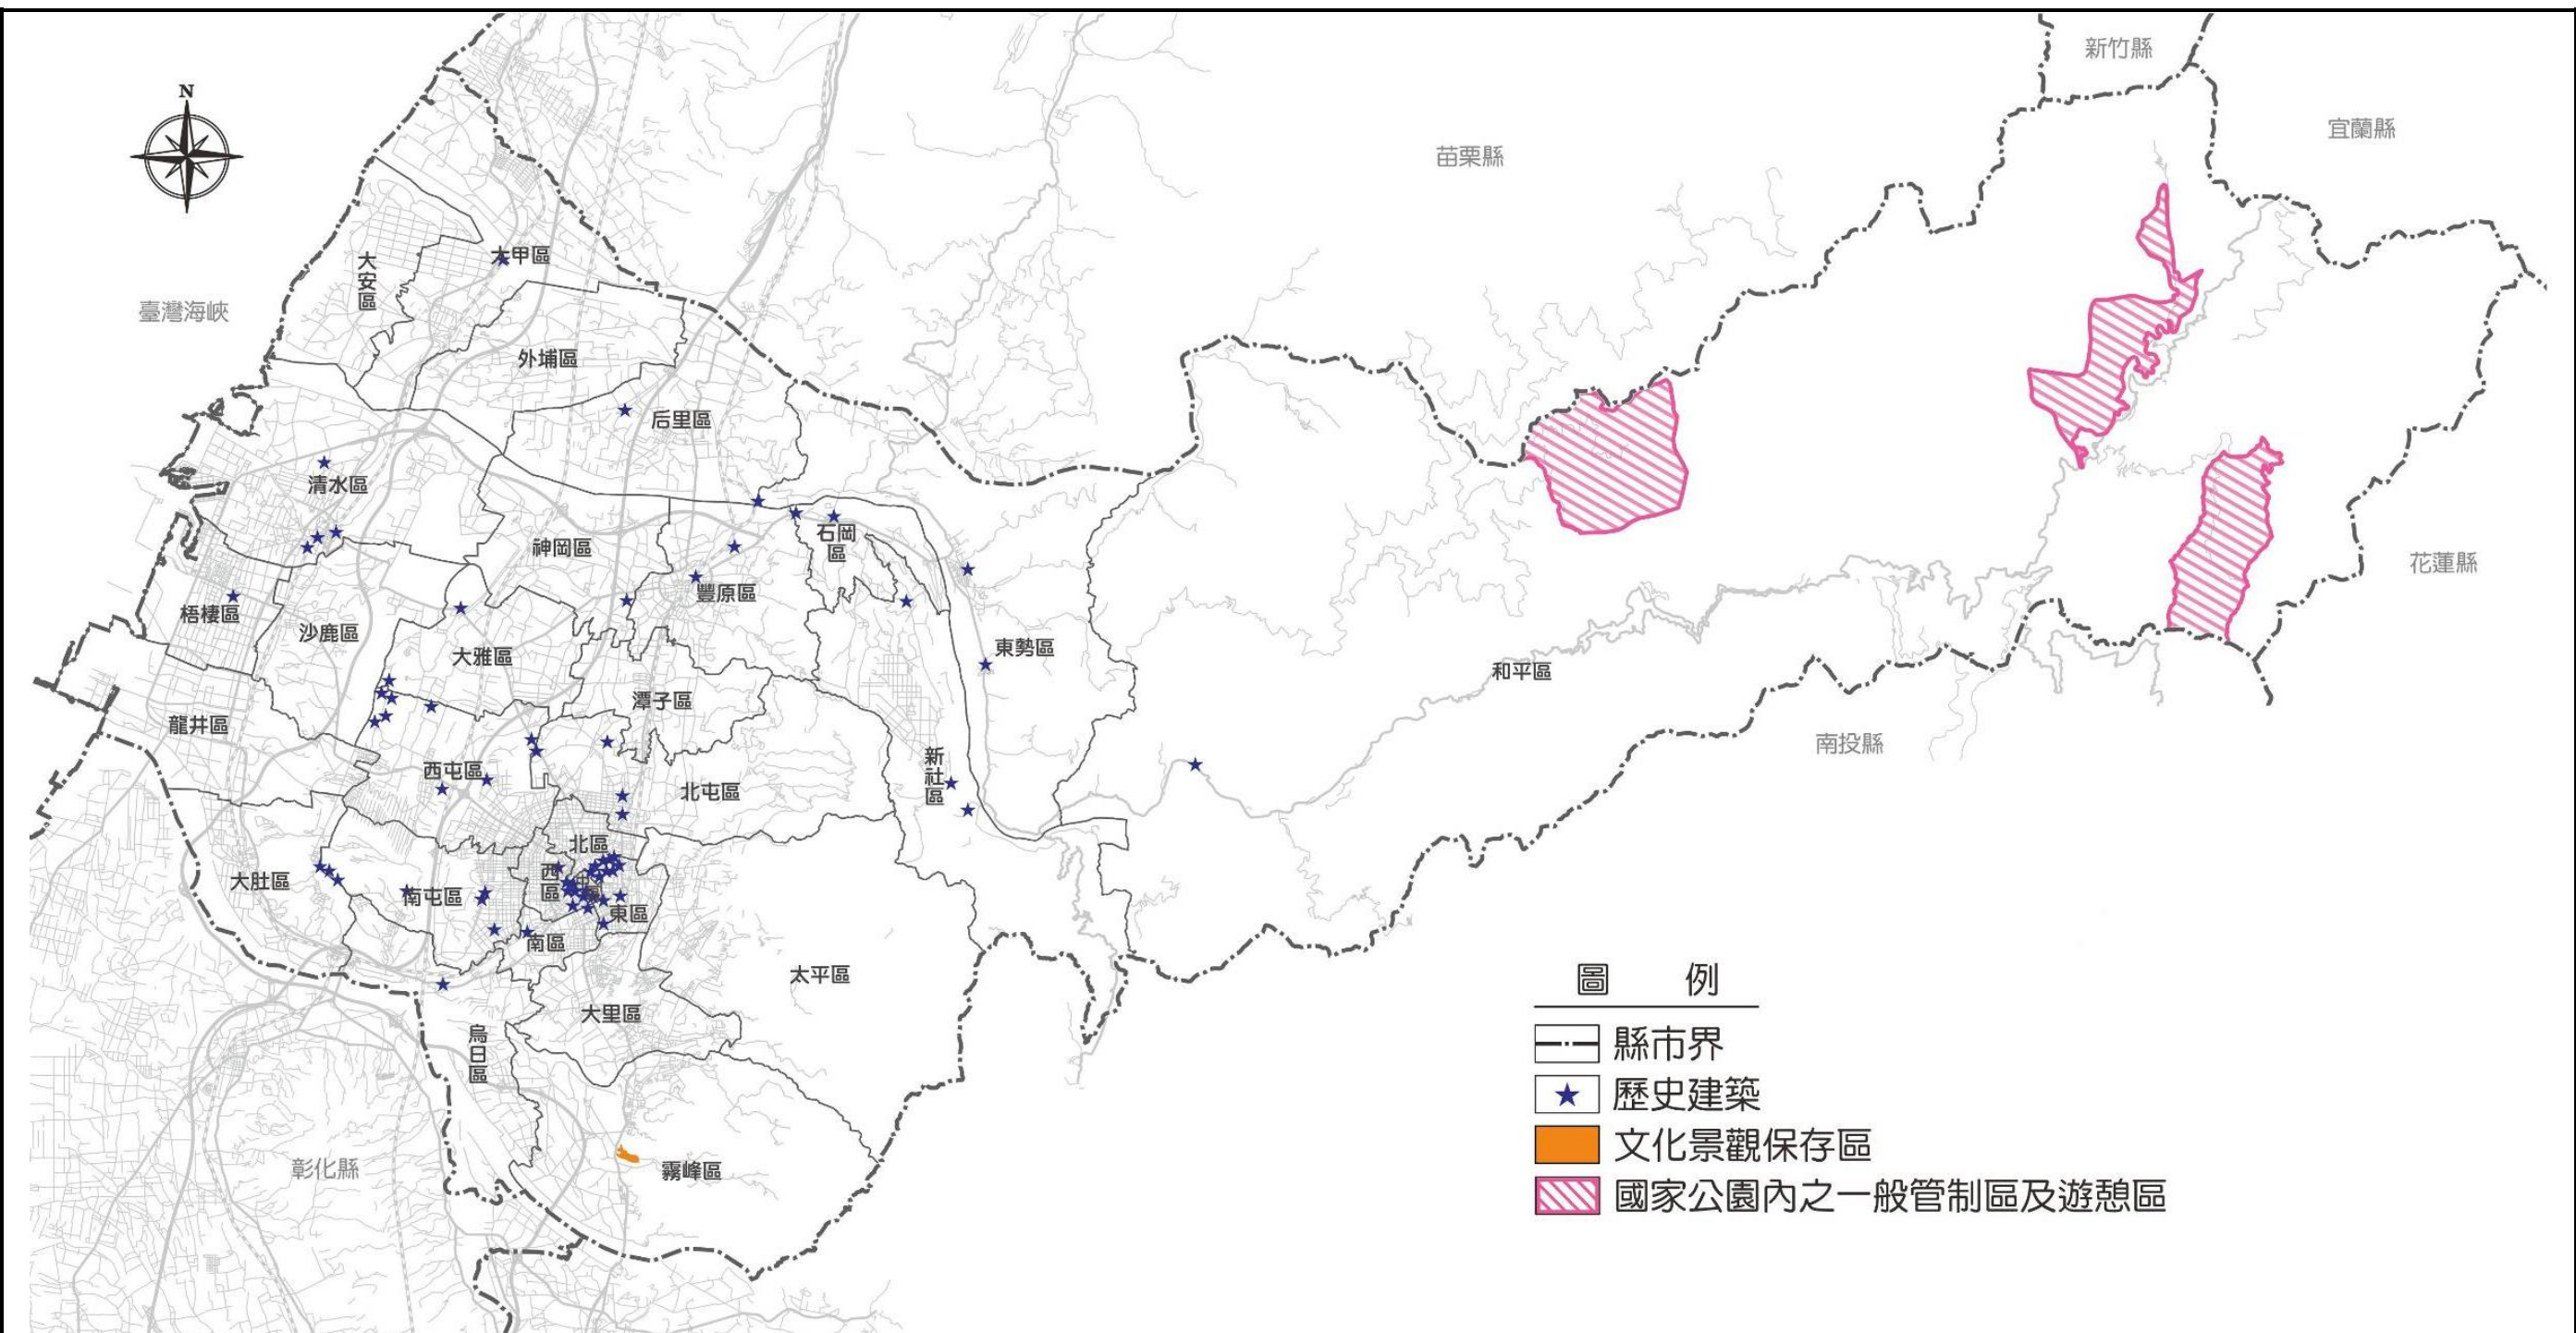 N
新竹縣
宜蘭縣
苗栗縣
大甲區
大安區
臺灣海峽
外埔區
后里區
清水區
石岡區
神岡區
花蓮縣
豐原區
梧棲區
沙鹿區
東勢區
大雅區
和平區
潭子區
龍井區
南投縣
新社區
西屯區
北屯區
北區
西區
中區
大肚區
南屯區
東區
南區
太平區
大里區
烏日區
彰化縣
霧峰區
圖 例
縣市界
歷史建築
文化景觀保存區
國家公園內之一般管制區及遊憩區